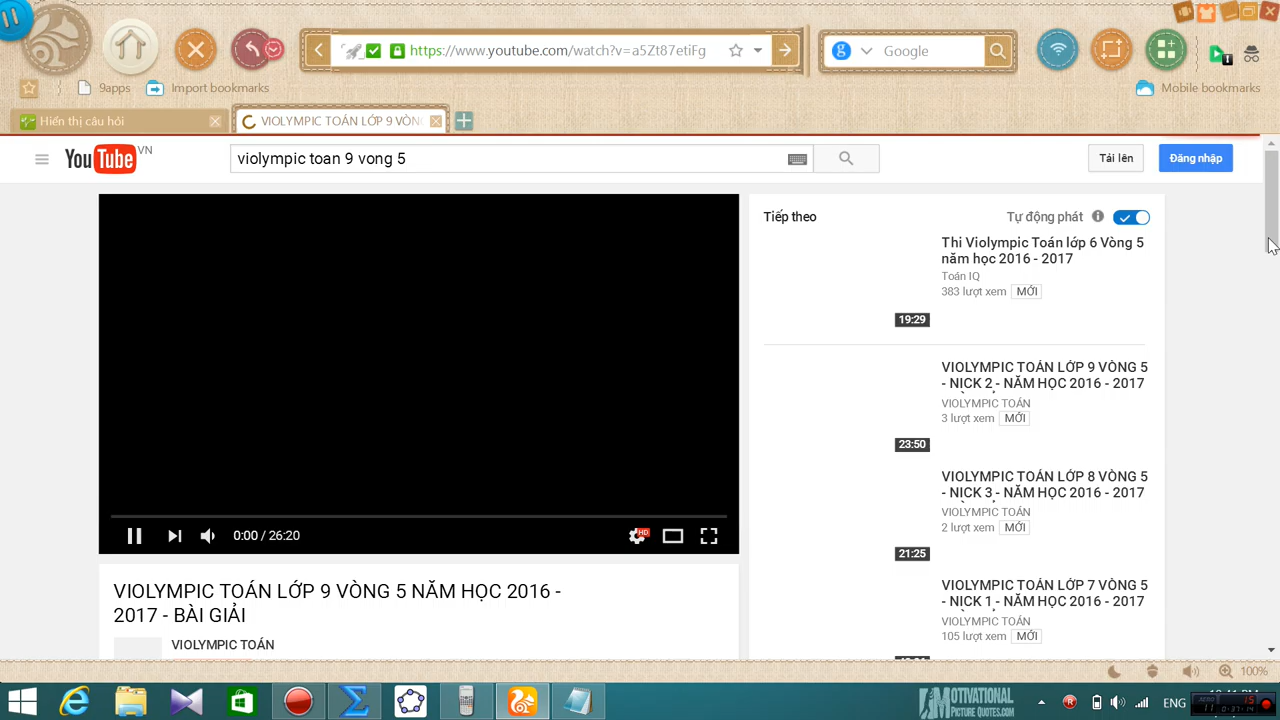 https://www.youtube.com/watch?v=a5Zt87etiFg
Google
9apps
Import bookmarks
Mobile bookmarks
Hiển thị câu hỏi
VIOLYMPIC TOÁN LỚP 9 VÒN
YouTube VN
violympic toan 9 vong 5
Tải lên
Đăng nhập
Tiếp theo
Tự động phát
Thi Violympic Toán lớp 6 Vòng 5
năm học 2016 - 2017
Toán IQ
383 lượt xem MỚI
19:29
VIOLYMPIC TOÁN LỚP 9 VÒNG 5
- NICK 2 - NĂM HỌC 2016 - 2017
VIOLYMPIC TOÁN
3 lượt xem MỚI
23:50
VIOLYMPIC TOÁN LỚP 8 VÒNG 5
- NICK 3 - NĂM HỌC 2016 - 2017
VIOLYMPIC TOÁN
2 lượt xem MỚI
21:25
VIOLYMPIC TOÁN LỚP 7 VÒNG 5
- NICK 1 - NĂM HỌC 2016 - 2017
VIOLYMPIC TOÁN
105 lượt xem MỚI
0:00 / 26:20
HD
VIOLYMPIC TOÁN LỚP 9 VÒNG 5 NĂM HỌC 2016 -
2017 - BÀI GIẢI
VIOLYMPIC TOÁN
100%
MOTIVATIONAL
PICTURE QUOTES.COM
ENG